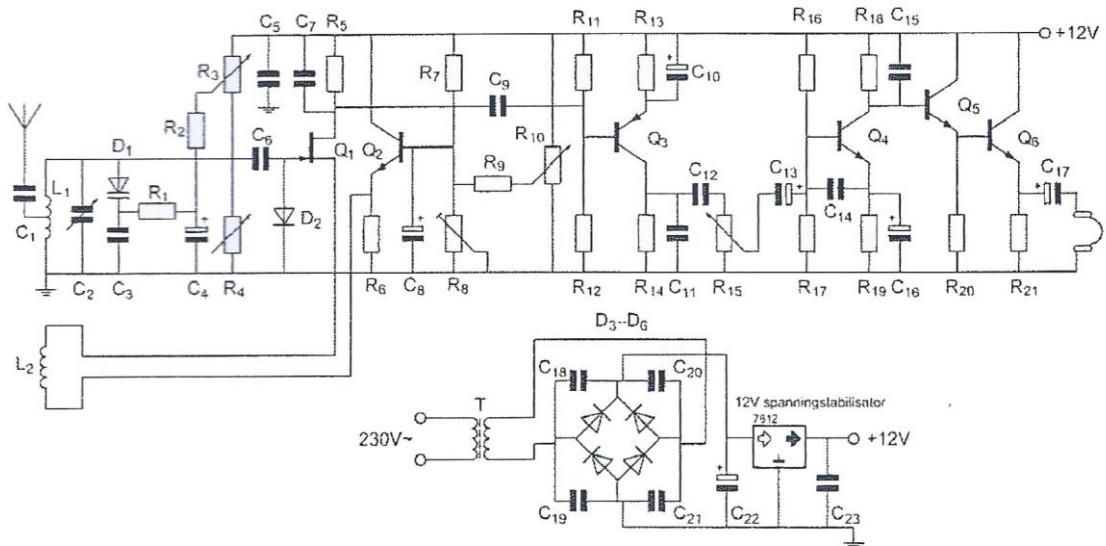 C5 C7 R5 R11 R13 R16 R18 C15
+12V
R3 R7 C9 C10
R2 R10 Q5
D1 C6 Q1 Q2 Q3 Q4 Q6
L1 R1 R9 C12 C13 C17
D2 C14
C1
C2 C3 C4 R4 R6 C8 R8 R12 R14 C11 R15 R17 R19 C16 R20 R21
L2
D3--D6
C18 C20
T
12V spanningstabilisator
7812
230V~
+12V
C19 C21 C22 C23